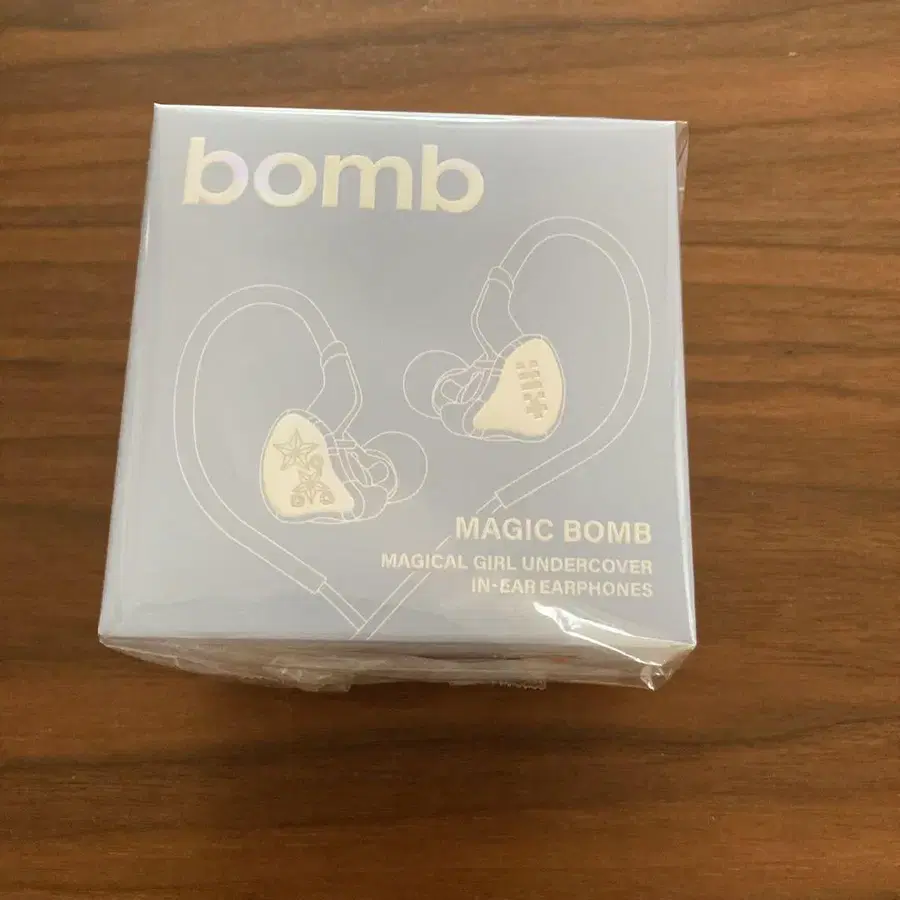 bomb
MAGIC BOMB
MAGICAL GIRL UNDERCOVER
IN-EAR EARPHONES